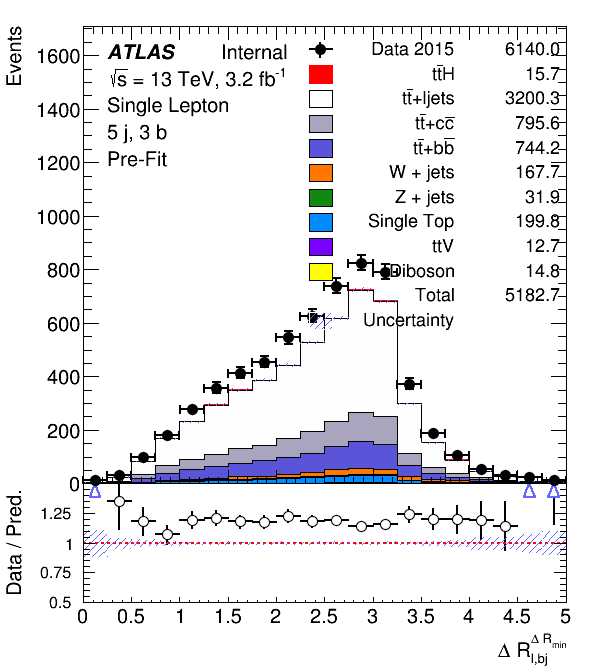 Events
1600
1400
1200
1000
800
600
400
200
0
ATLAS Internal
√s = 13 TeV, 3.2 fb⁻¹
Single Lepton
5 j, 3 b
Pre-Fit
Data 2015 6140.0
tt̄H 15.7
tt̄+ljets 3200.3
tt̄+cc̄ 795.6
tt̄+bb̄ 744.2
W + jets 167.7
Z + jets 31.9
Single Top 199.8
ttV 12.7
Diboson 14.8
Total 5182.7
Uncertainty
Data / Pred.
1.25
1
0.75
0.5
0 0.5 1 1.5 2 2.5 3 3.5 4 4.5 5
Δ R l,bj Δ R min